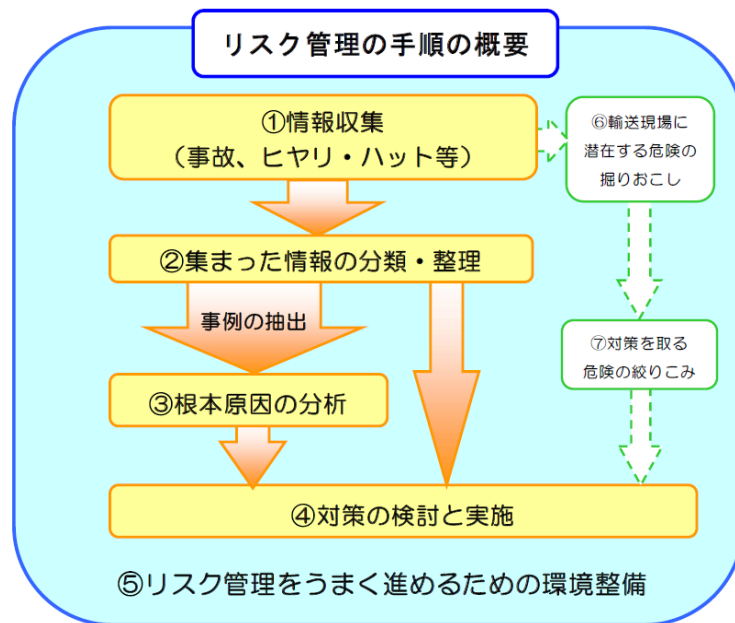 リスク管理の手順の概要
①情報収集
（事故、ヒヤリ・ハット等）
⑥輸送現場に
潜在する危険の
掘りおこし
②集まった情報の分類・整理
事例の抽出
⑦対策を取る
危険の絞りこみ
③根本原因の分析
④対策の検討と実施
⑤リスク管理をうまく進めるための環境整備